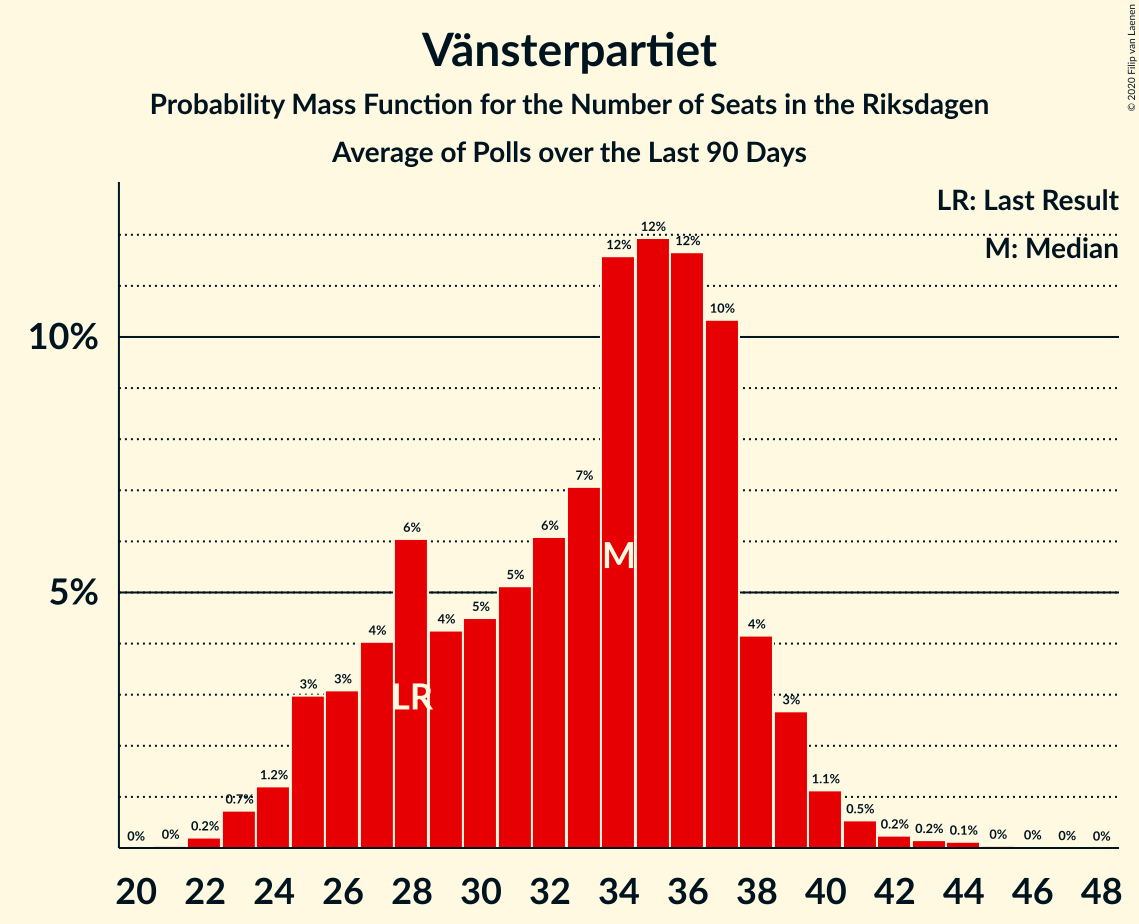 Vänsterpartiet
Probability Mass Function for the Number of Seats in the Riksdagen
Average of Polls over the Last 90 Days
© 2020 Filip van Laenen
LR: Last Result
M: Median
10%
5%
0% 0% 0.2% 0.7% 1.2% 3% 3% 4% 6% 4% 5% 5% 6% 7% 12% 12% 12% 10% 4% 3% 1.1% 0.5% 0.2% 0.2% 0.1% 0% 0% 0% 0%
LR
M
20 22 24 26 28 30 32 34 36 38 40 42 44 46 48